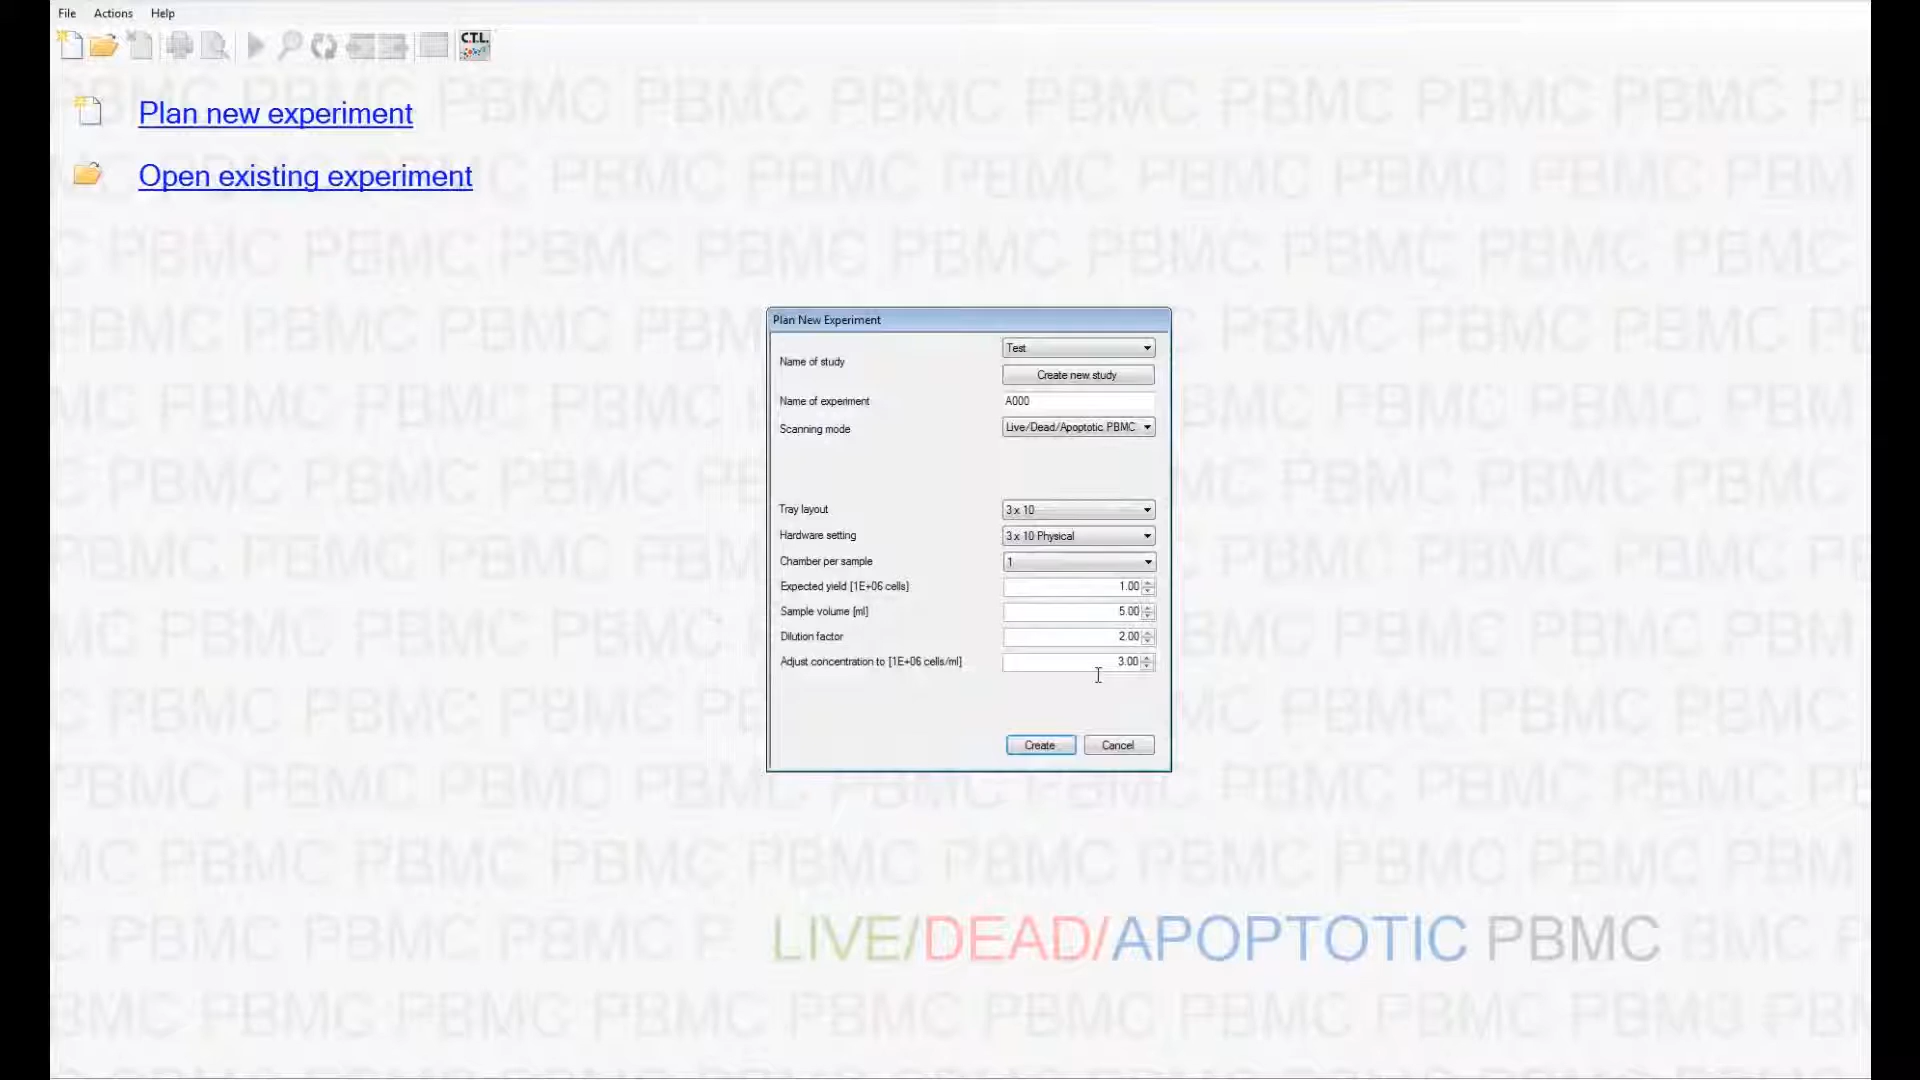 File Actions Help
C.T.L.
Plan new experiment
Open existing experiment
Plan New Experiment
Name of study
Test
Create new study
Name of experiment A000
Scanning mode Live/Dead/Apoptotic PBMC
Tray layout 3 x 10
Hardware setting 3 x 10 Physical
Chamber per sample 1
Expected yield [1E+06 cells] 1.00
Sample volume [ml] 5.00
Dilution factor 2.00
Adjust concentration to [1E+06 cells/ml] 3.00
Create Cancel
LIVE/DEAD/APOPTOTIC PBMC